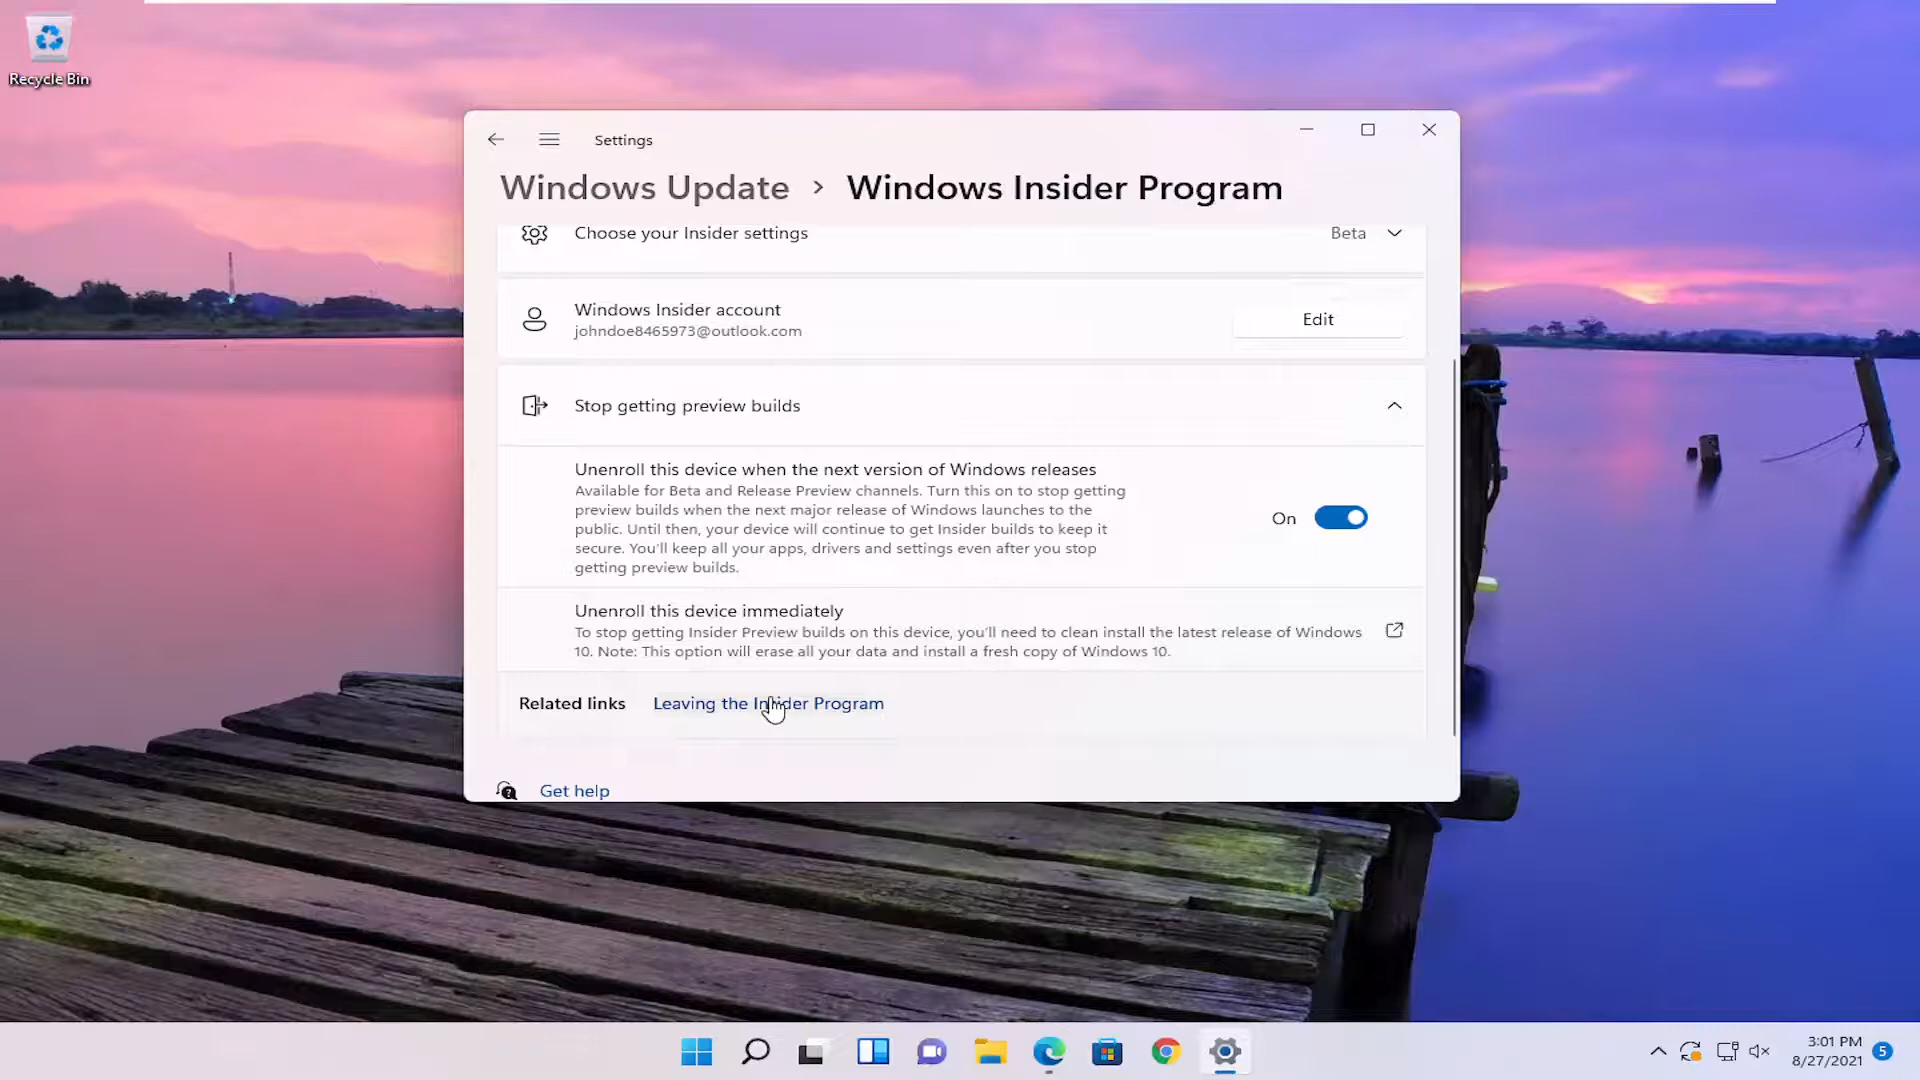 Recycle Bin
Settings
Windows Update > Windows Insider Program
Choose your Insider settings
Beta
Windows Insider account
johndoe8465973@outlook.com
Edit
Stop getting preview builds
Unenroll this device when the next version of Windows releases
Available for Beta and Release Preview channels. Turn this on to stop getting
preview builds when the next major release of Windows launches to the
public. Until then, your device will continue to get Insider builds to keep it
secure. You'll keep all your apps, drivers and settings even after you stop
getting preview builds.
On
Unenroll this device immediately
To stop getting Insider Preview builds on this device, you'll need to clean install the latest release of Windows
10. Note: This option will erase all your data and install a fresh copy of Windows 10.
Related links
Leaving the Insider Program
Get help
3:01 PM
8/27/2021
5